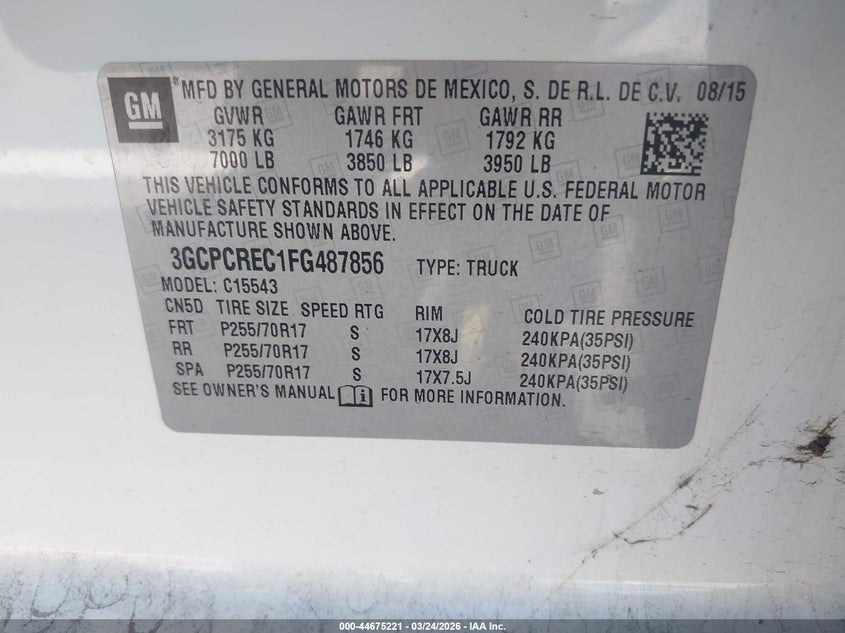 GM
MFD BY GENERAL MOTORS DE MEXICO, S. DE R.L. DE C.V. 08/15
GVWR GAWR FRT GAWR RR
3175 KG 1746 KG 1792 KG
7000 LB 3850 LB 3950 LB
THIS VEHICLE CONFORMS TO ALL APPLICABLE U.S. FEDERAL MOTOR
VEHICLE SAFETY STANDARDS IN EFFECT ON THE DATE OF
MANUFACTURE SHOWN ABOVE.
3GCPCREC1FG487856 TYPE: TRUCK
MODEL: C15543
CN5D TIRE SIZE SPEED RTG RIM COLD TIRE PRESSURE
FRT P255/70R17 S 17X8J 240KPA(35PSI)
RR P255/70R17 S 17X8J 240KPA(35PSI)
SPA P255/70R17 S 17X7.5J 240KPA(35PSI)
SEE OWNER'S MANUAL FOR MORE INFORMATION.
000-44675221 - 03/24/2026 - IAA Inc.